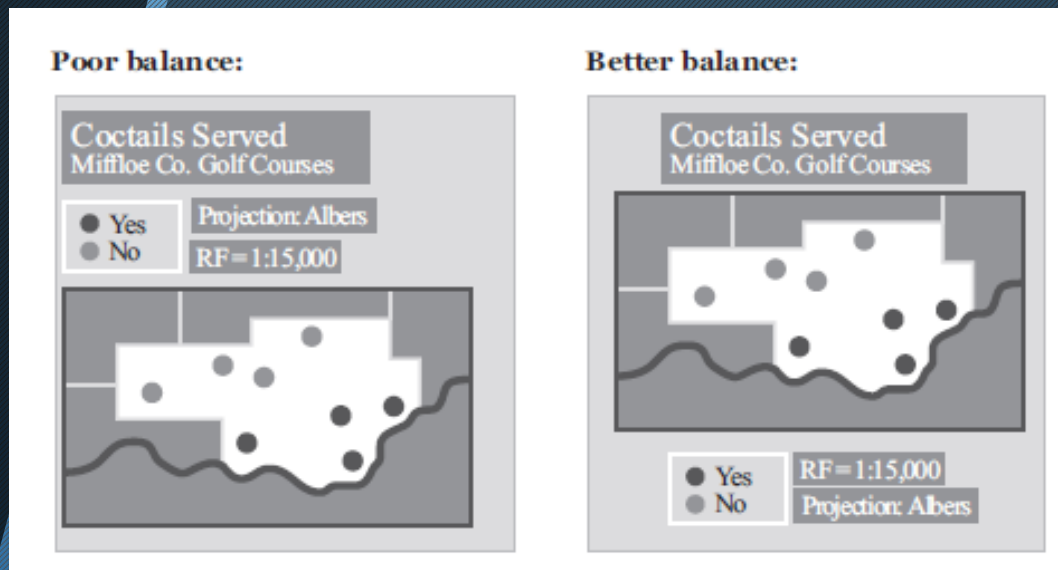 Poor balance:
Coctails Served
Miffloe Co. Golf Courses
Yes
No
Projection: Albers
RF=1:15,000
Better balance:
Coctails Served
Miffloe Co. Golf Courses
Yes
No
RF=1:15,000
Projection: Albers